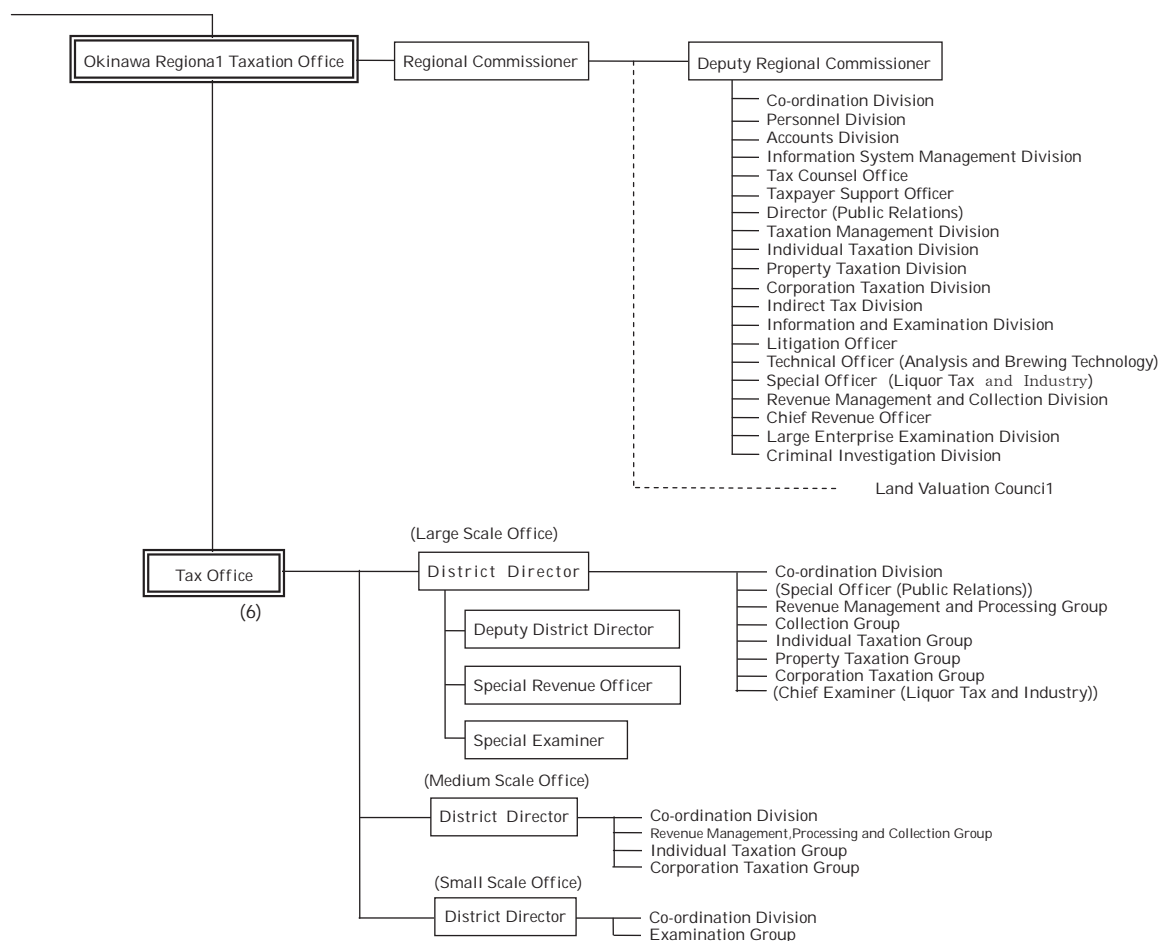 Okinawa Regiona1 Taxation Office
Regional Commissioner
Deputy Regional Commissioner
Co-ordination Division
Personnel Division
Accounts Division
Information System Management Division
Tax Counsel Office
Taxpayer Support Officer
Director (Public Relations)
Taxation Management Division
Individual Taxation Division
Property Taxation Division
Corporation Taxation Division
Indirect Tax Division
Information and Examination Division
Litigation Officer
Technical Officer (Analysis and Brewing Technology)
Special Officer (Liquor Tax and Industry)
Revenue Management and Collection Division
Chief Revenue Officer
Large Enterprise Examination Division
Criminal Investigation Division
Land Valuation Counci1
Tax Office
(6)
(Large Scale Office)
District Director
Deputy District Director
Special Revenue Officer
Special Examiner
Co-ordination Division
(Special Officer (Public Relations))
Revenue Management and Processing Group
Collection Group
Individual Taxation Group
Property Taxation Group
Corporation Taxation Group
(Chief Examiner (Liquor Tax and Industry))
(Medium Scale Office)
District Director
Co-ordination Division
Revenue Management,Processing and Collection Group
Individual Taxation Group
Corporation Taxation Group
(Small Scale Office)
District Director
Co-ordination Division
Examination Group